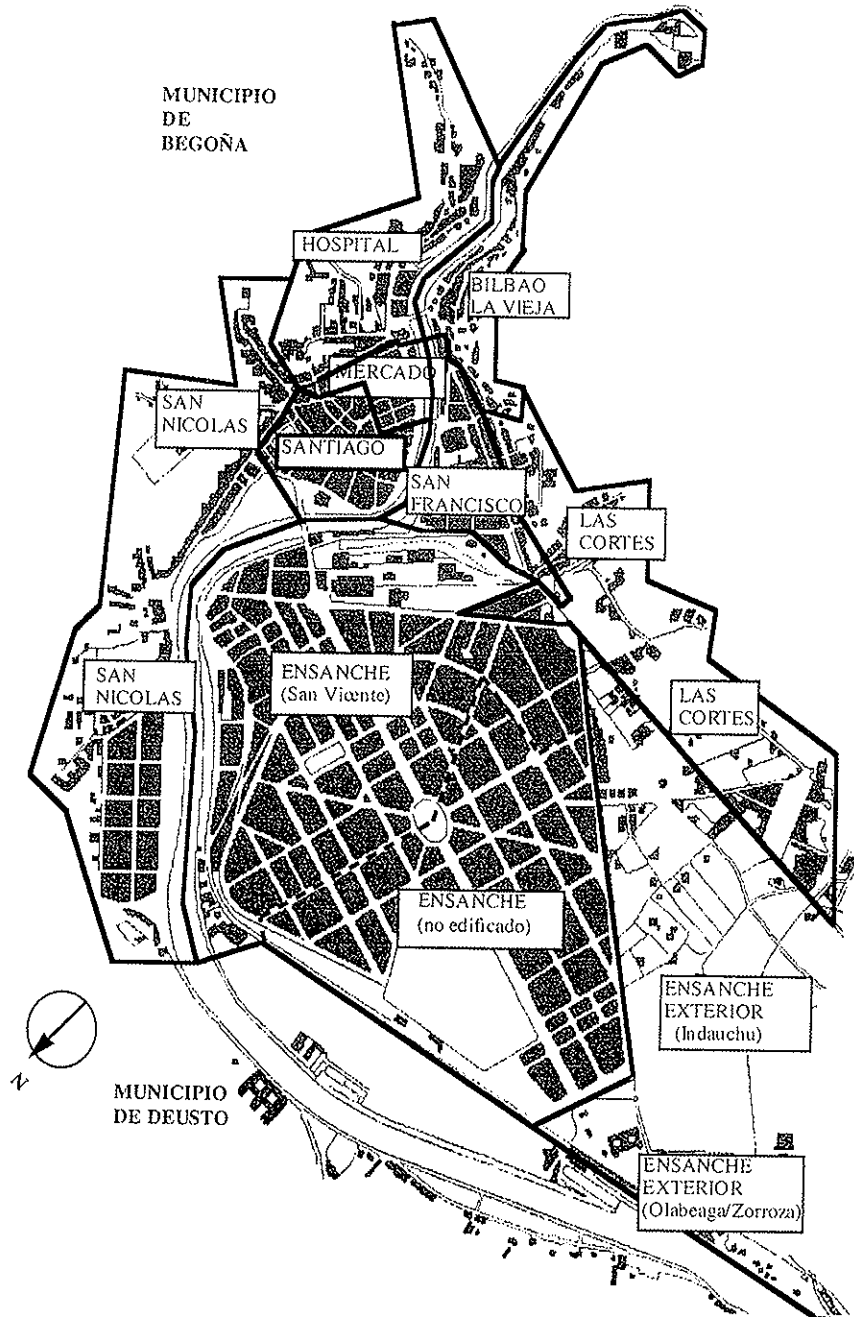 MUNICIPIO
DE
BEGOÑA
HOSPITAL
BILBAO
LA VIEJA
MERCADO
SAN
NICOLAS
SANTIAGO
SAN
FRANCISCO
LAS
CORTES
SAN
NICOLAS
ENSANCHE
(San Vicente)
LAS
CORTES
ENSANCHE
(no edificado)
ENSANCHE
EXTERIOR
(Indauchu)
N
MUNICIPIO
DE DEUSTO
ENSANCHE
EXTERIOR
(Olabeaga/Zorroza)